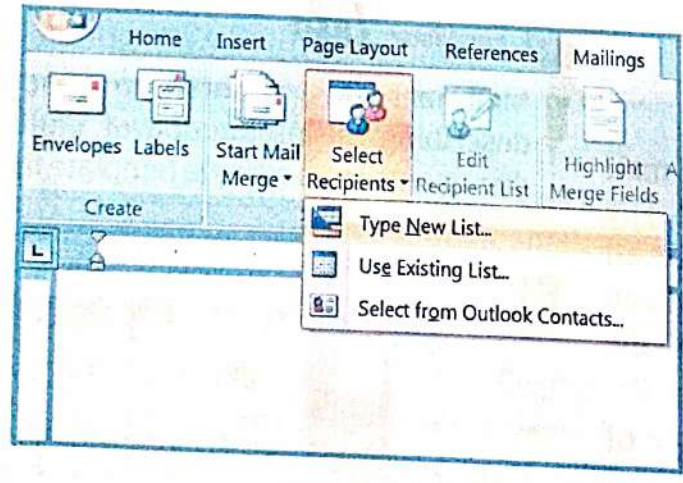 Home Insert Page Layout References Mailings
Envelopes Labels Start Mail Merge Select Recipients Edit Recipient List Highlight Merge Fields A
Create
L
Type New List...
Use Existing List...
Select from Outlook Contacts...